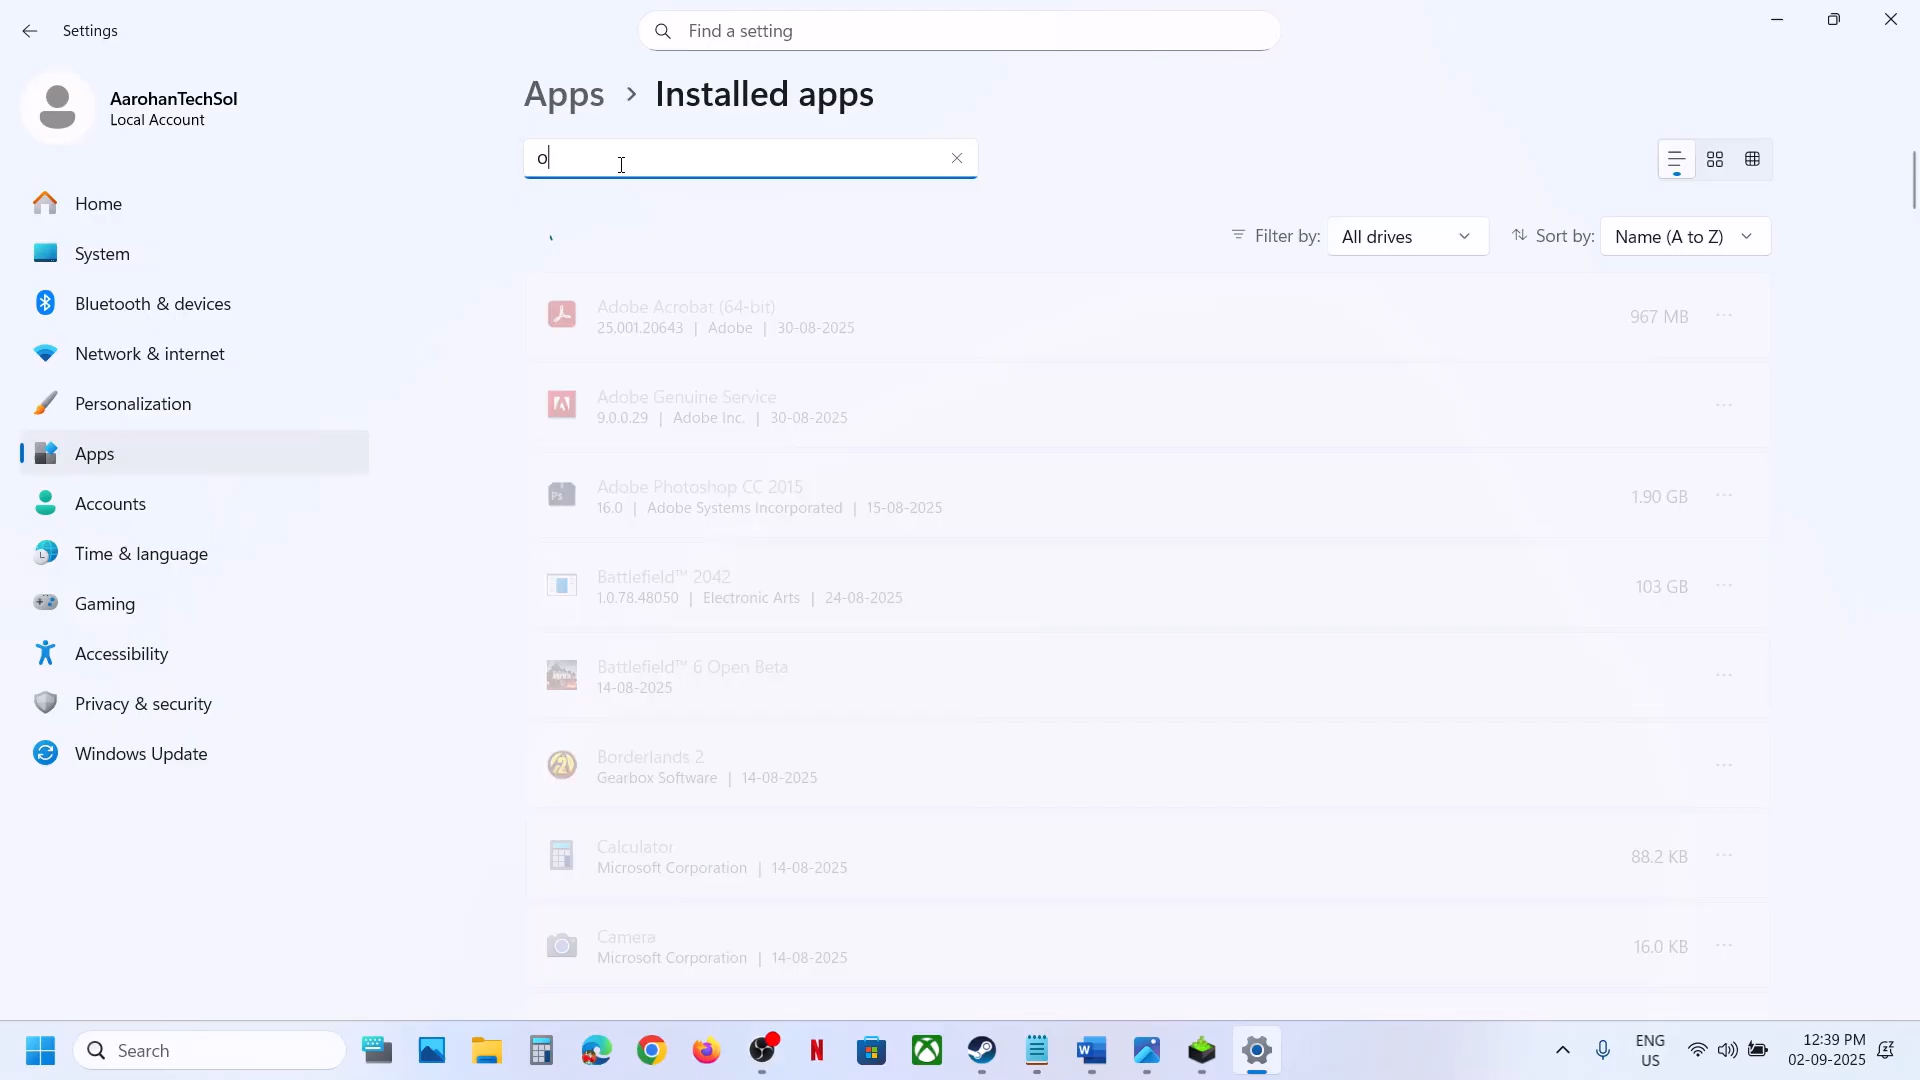 Settings
Find a setting
AarohanTechSol
Local Account
Home
System
Bluetooth & devices
Network & internet
Personalization
Apps
Accounts
Time & language
Gaming
Accessibility
Privacy & security
Windows Update
Apps > Installed apps
o
Filter by: All drives
Sort by: Name (A to Z)
Adobe Acrobat (64-bit)
25.001.20643 | Adobe | 30-08-2025
967 MB
Adobe Genuine Service
9.0.0.29 | Adobe Inc. | 30-08-2025
Adobe Photoshop CC 2015
16.0 | Adobe Systems Incorporated | 15-08-2025
1.90 GB
Battlefield™ 2042
1.0.78.48050 | Electronic Arts | 24-08-2025
103 GB
Battlefield™ 6 Open Beta
14-08-2025
Borderlands 2
Gearbox Software | 14-08-2025
Calculator
Microsoft Corporation | 14-08-2025
88.2 KB
Camera
Microsoft Corporation | 14-08-2025
16.0 KB
Search
ENG
US
12:39 PM
02-09-2025